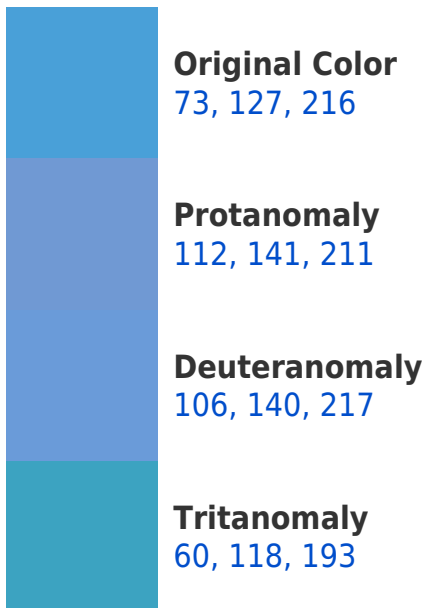 Original Color
73, 127, 216
Protanomaly
112, 141, 211
Deuteranomaly
106, 140, 217
Tritanomaly
60, 118, 193